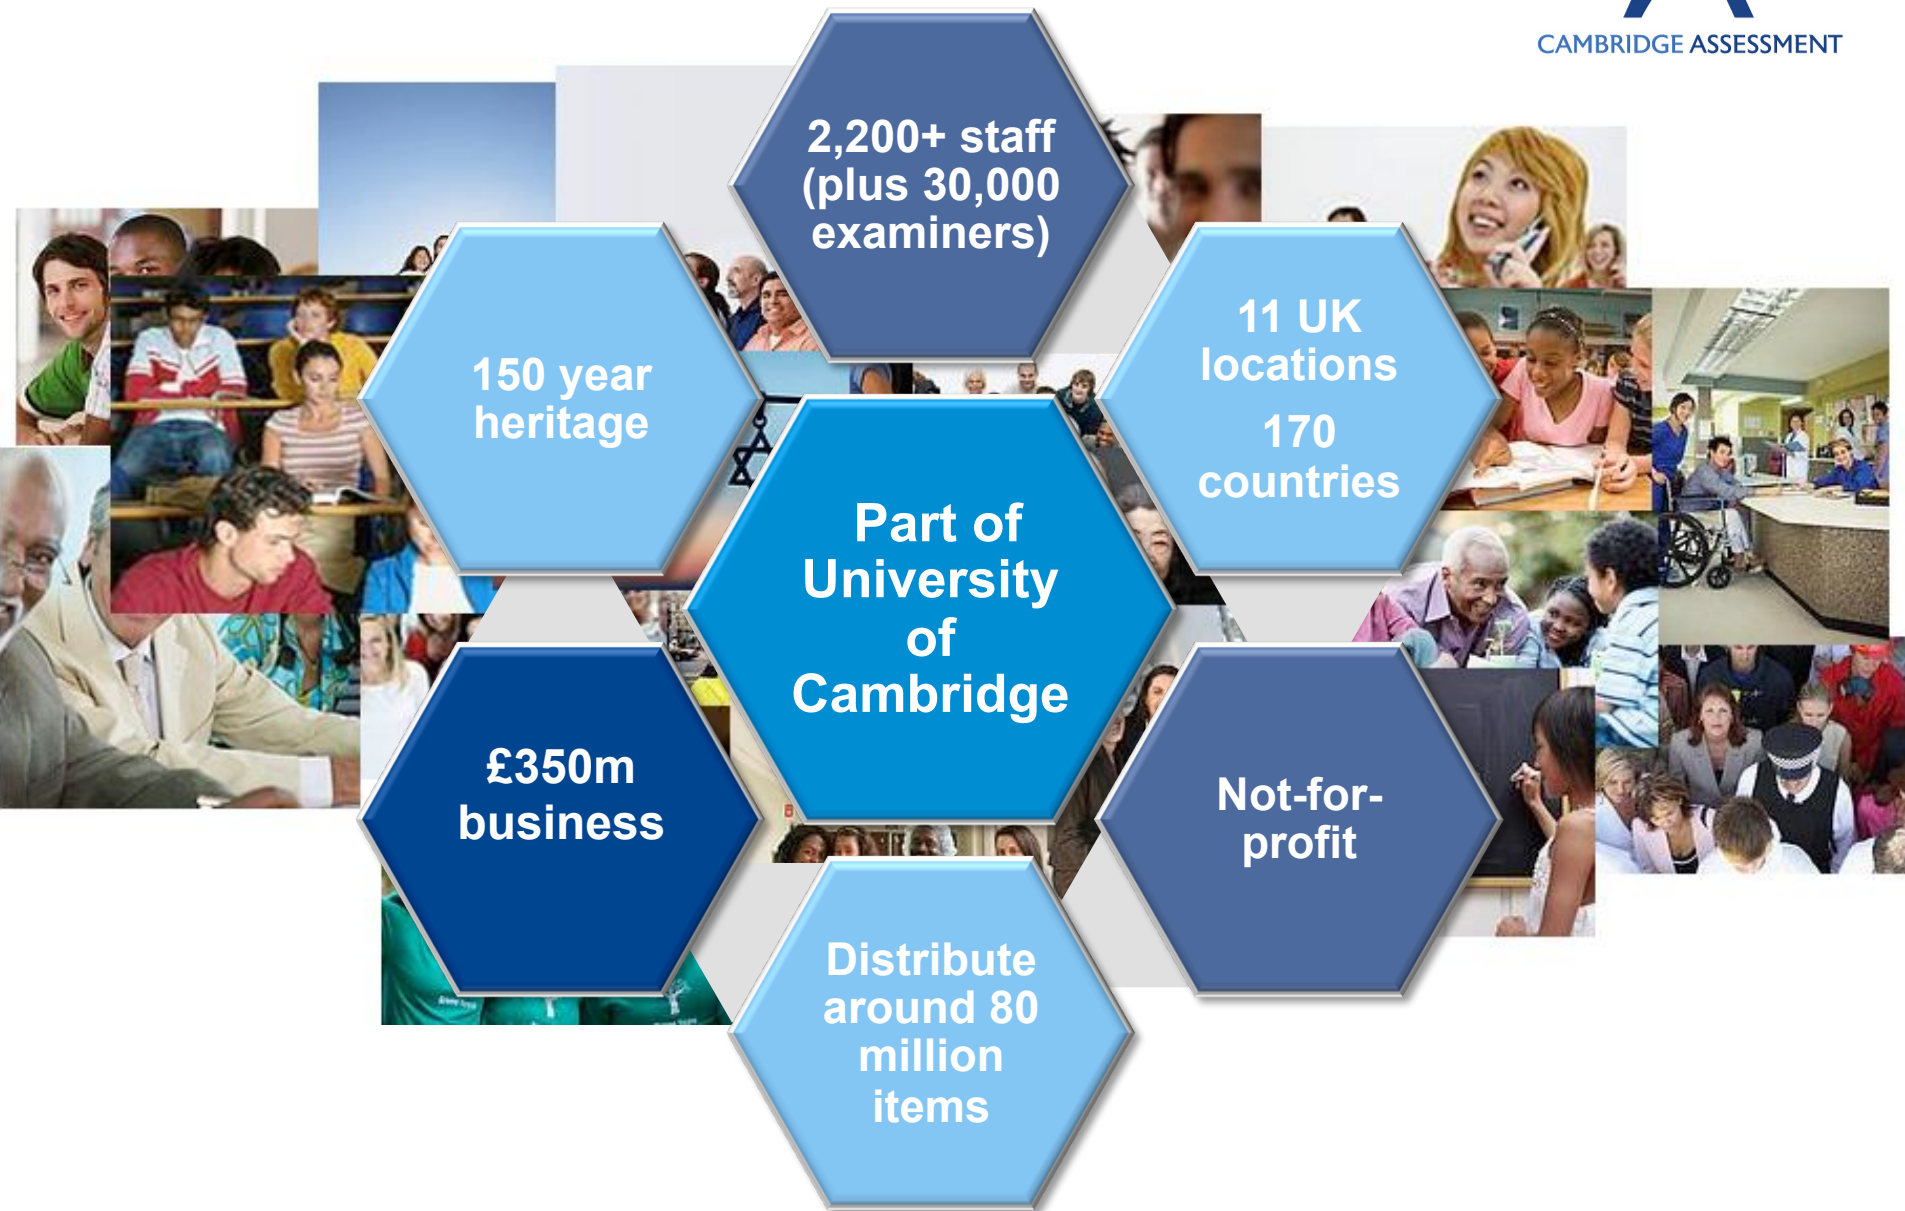 CAMBRIDGE ASSESSMENT
2,200+ staff
(plus 30,000
examiners)
150 year
heritage
11 UK
locations
170
countries
Part of
University
of
Cambridge
£350m
business
Not-for-
profit
Distribute
around 80
million
items